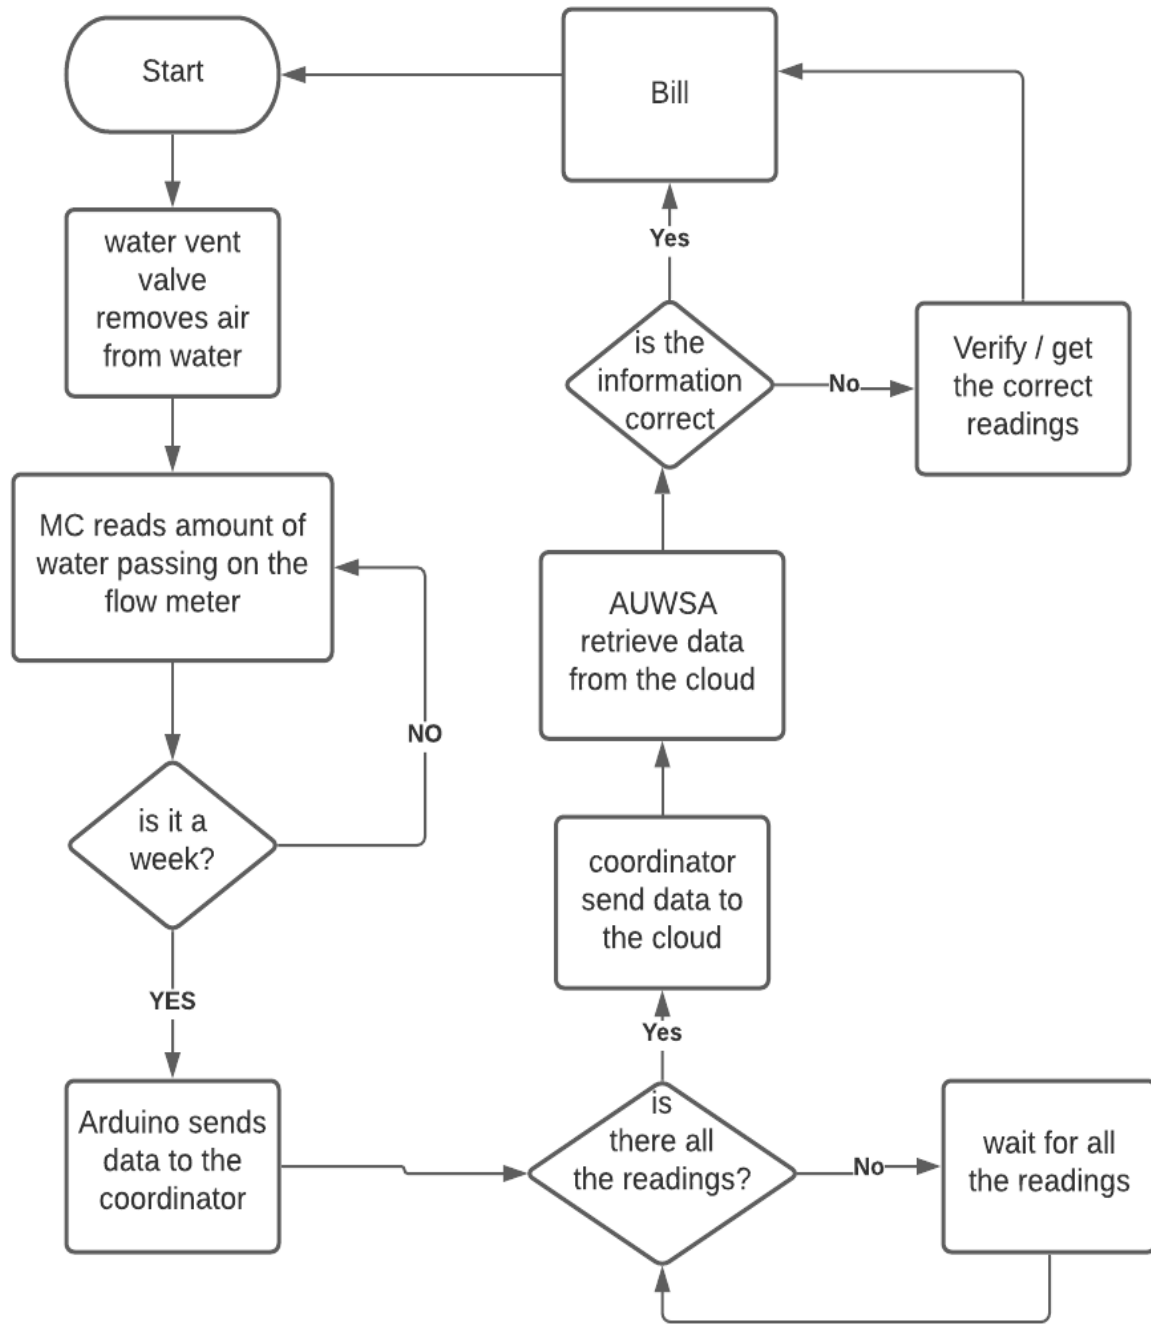 Start
water vent
valve
removes air
from water
MC reads amount of
water passing on the
flow meter
NO
is it a
week?
YES
Arduino sends
data to the
coordinator
is
there all
the readings?
No
wait for all
the readings
Yes
coordinator
send data to
the cloud
AUWSA
retrieve data
from the cloud
is the
information
correct
No
Verify / get
the correct
readings
Yes
Bill